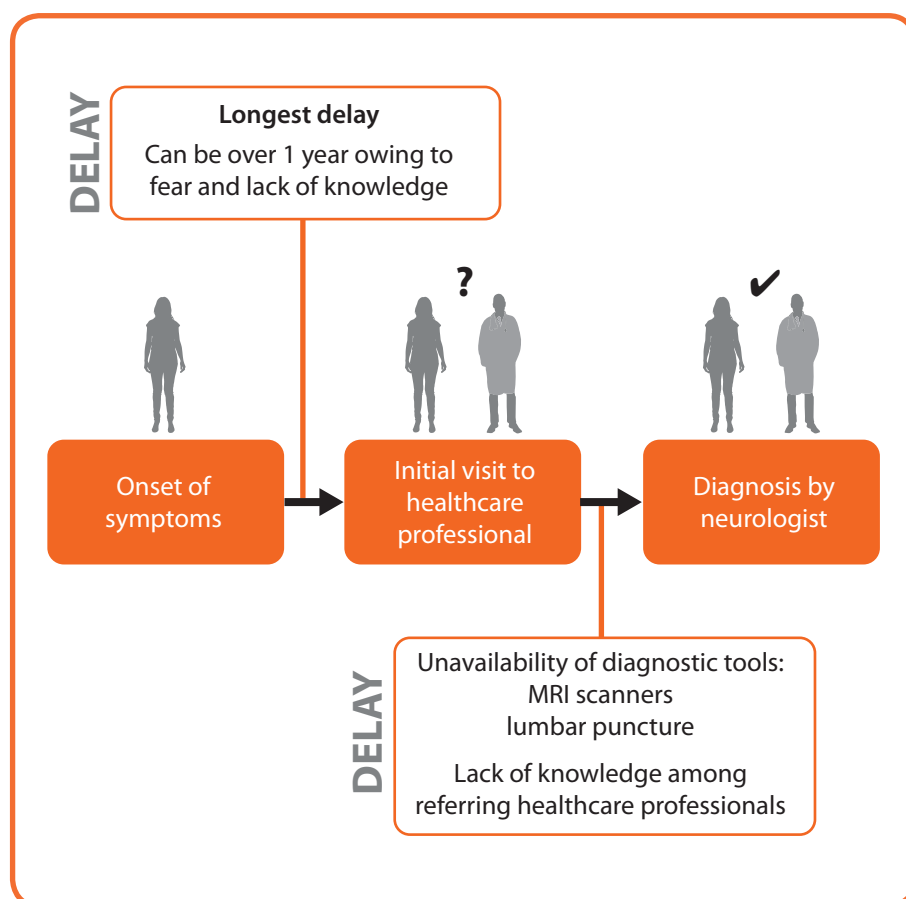 DELAY
Longest delay
Can be over 1 year owing to
fear and lack of knowledge
?
Onset of
symptoms
Initial visit to
healthcare
professional
Diagnosis by
neurologist
DELAY
Unavailability of diagnostic tools:
MRI scanners
lumbar puncture
Lack of knowledge among
referring healthcare professionals